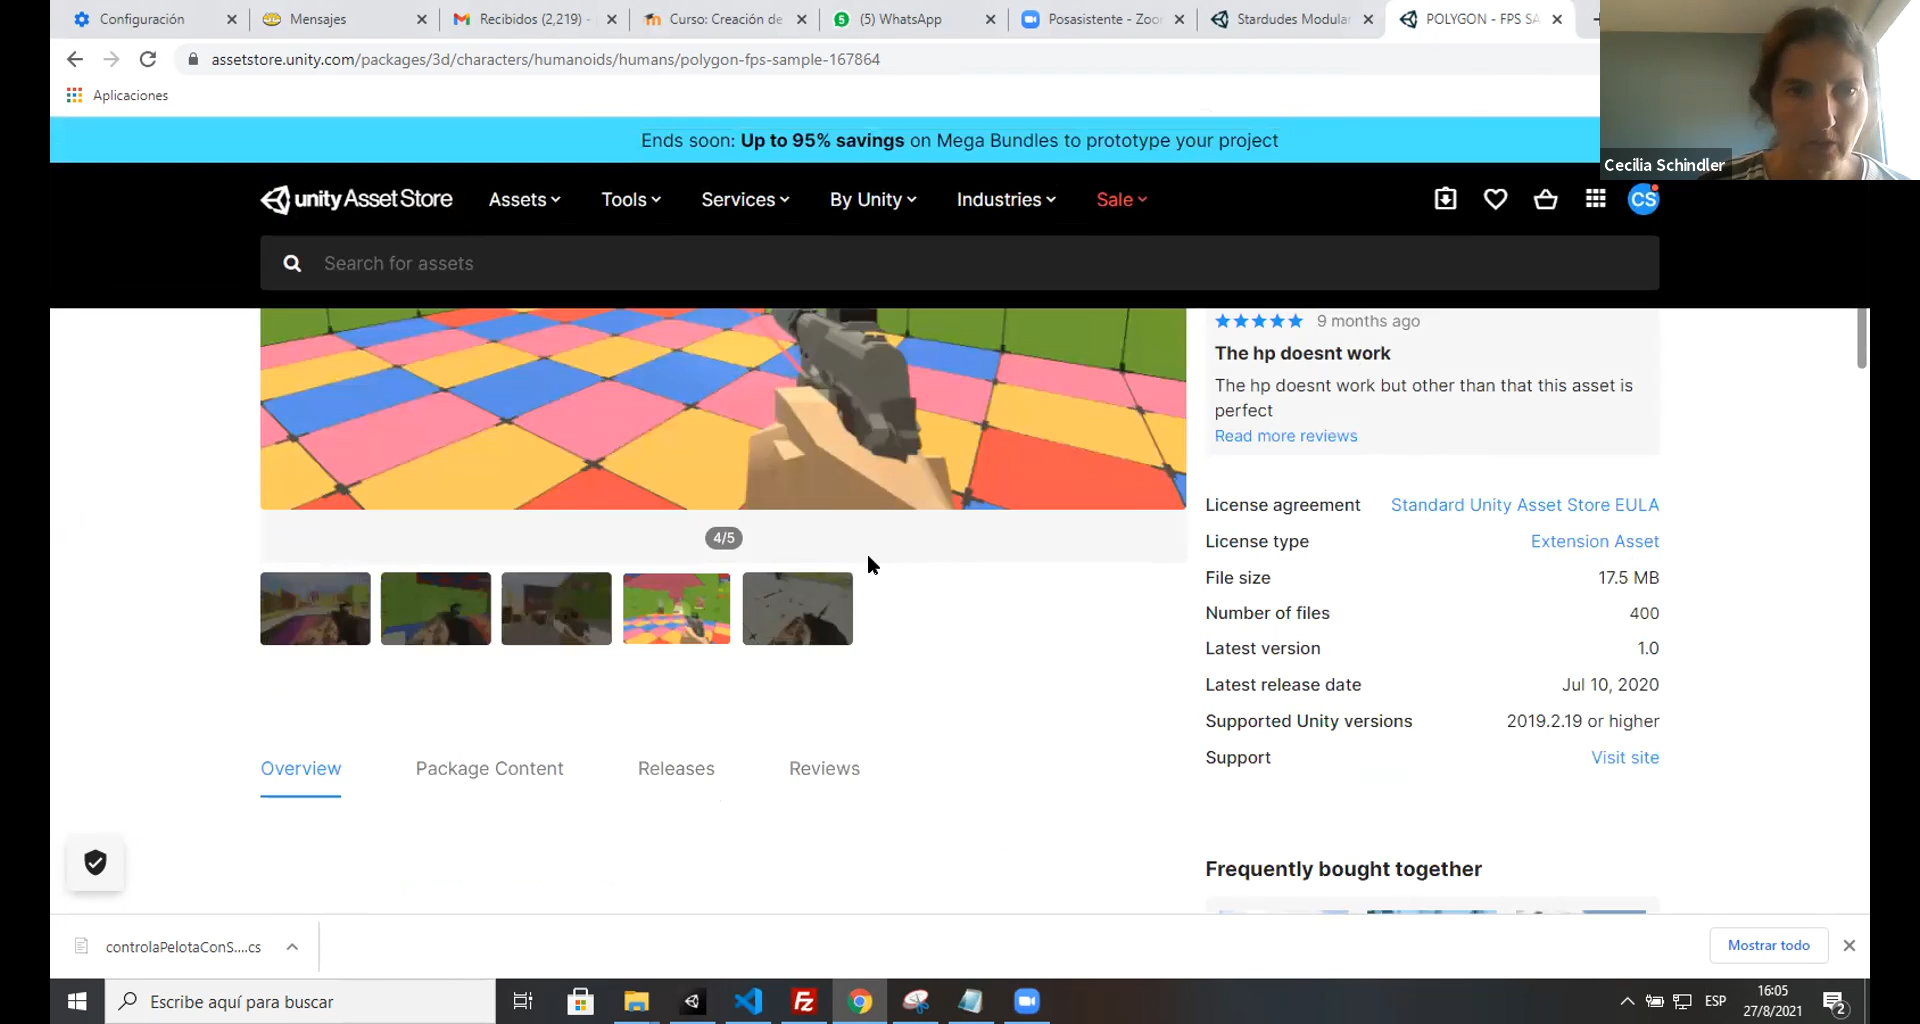 Configuración
Mensajes
Recibidos (2,219) -
Curso: Creación de
(5) WhatsApp
Posasistente - Zoo
Stardudes Modula
POLYGON - FPS SA
assetstore.unity.com/packages/3d/characters/humanoids/humans/polygon-fps-sample-167864
Aplicaciones
Cecilia Schindler
Ends soon: Up to 95% savings on Mega Bundles to prototype your project
unity Asset Store
Assets
Tools
Services
By Unity
Industries
Sale
CS
Search for assets
9 months ago
The hp doesnt work
The hp doesnt work but other than that this asset is
perfect
Read more reviews
License agreement Standard Unity Asset Store EULA
License type Extension Asset
File size 17.5 MB
Number of files 400
Latest version 1.0
Latest release date Jul 10, 2020
Supported Unity versions 2019.2.19 or higher
Support Visit site
4/5
Overview
Package Content
Releases
Reviews
Frequently bought together
controlaPelotaConS....cs
Mostrar todo
Escribe aquí para buscar
ESP
16:05
27/8/2021
2